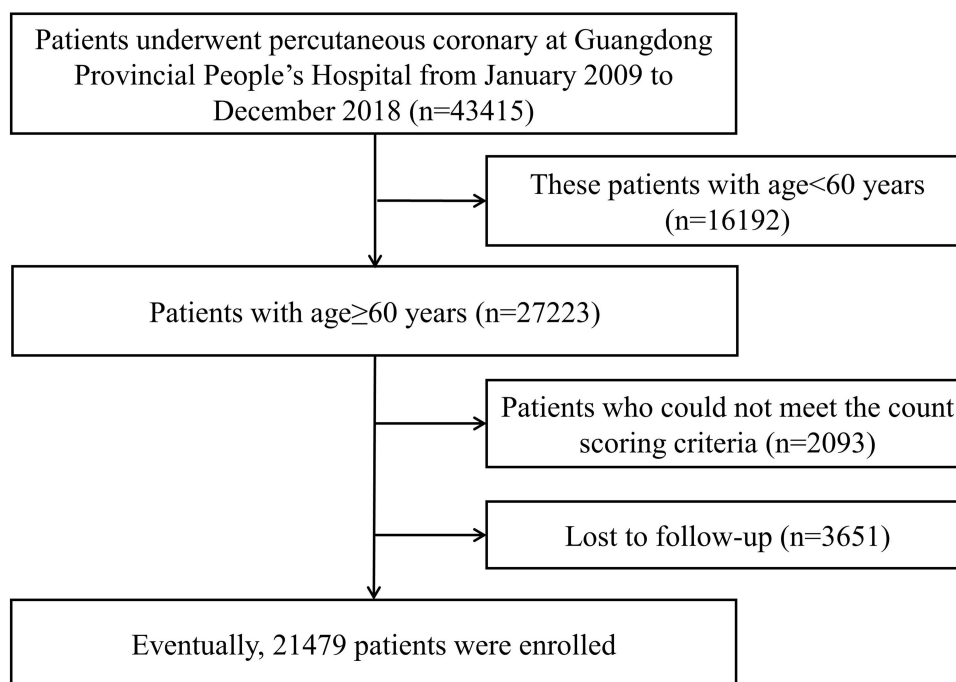 Patients underwent percutaneous coronary at Guangdong
Provincial People’s Hospital from January 2009 to
December 2018 (n=43415)
These patients with age<60 years
(n=16192)
Patients with age≥60 years (n=27223)
Patients who could not meet the count
scoring criteria (n=2093)
Lost to follow-up (n=3651)
Eventually, 21479 patients were enrolled